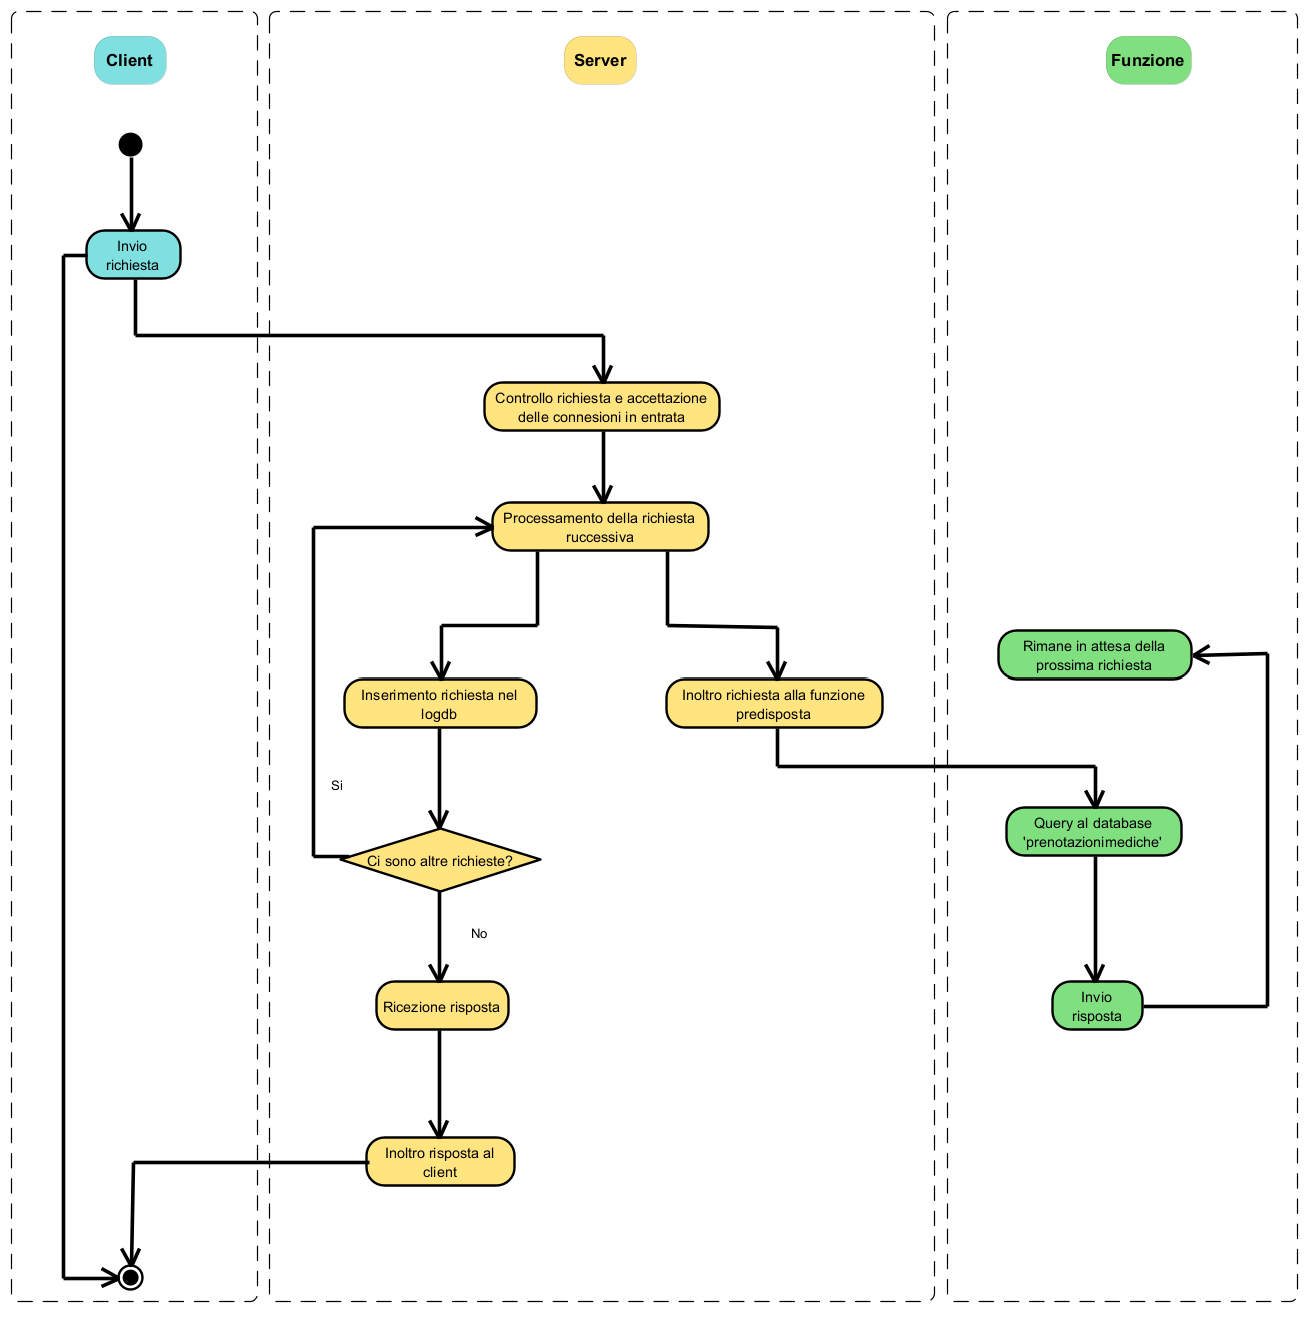 Client
Server
Funzione
Invio
richiesta
Controllo richiesta e accettazione
delle connesioni in entrata
Processamento della richiesta
ruccessiva
Rimane in attesa della
prossima richiesta
Inserimento richiesta nel
logdb
Inoltro richiesta alla funzione
predisposta
Si
Query al database
'prenotazionimediche'
Ci sono altre richieste?
No
Ricezione risposta
Invio
risposta
Inoltro risposta al
client